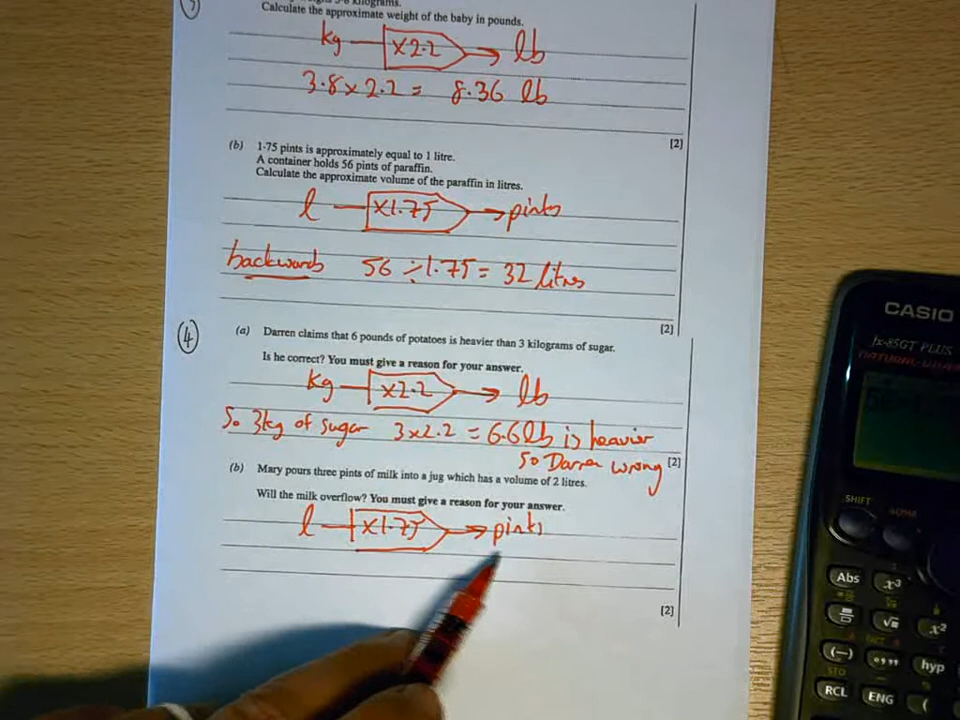 kilograms.
Calculate the approximate weight of the baby in pounds.
kg ×2.2 lb
3.8×2.2 = 8.36 lb
[2]
(b) 1·75 pints is approximately equal to 1 litre.
A container holds 56 pints of paraffin.
Calculate the approximate volume of the paraffin in litres.
l ×1.75 pints
backwards 56 ÷1.75 = 32 litres
[2]
4 (a) Darren claims that 6 pounds of potatoes is heavier than 3 kilograms of sugar.
Is he correct? You must give a reason for your answer.
kg ×2.2 lb
So 3kg of sugar 3×2.2 = 6.6lb is heavier
So Darren wrong [2]
(b) Mary pours three pints of milk into a jug which has a volume of 2 litres.
Will the milk overflow? You must give a reason for your answer.
l ×1.75 pints
[2]
CASIO
fx-85GT PLUS
SHIFT
Abs x³
√ x²
(−) hyp
STO
RCL ENG (